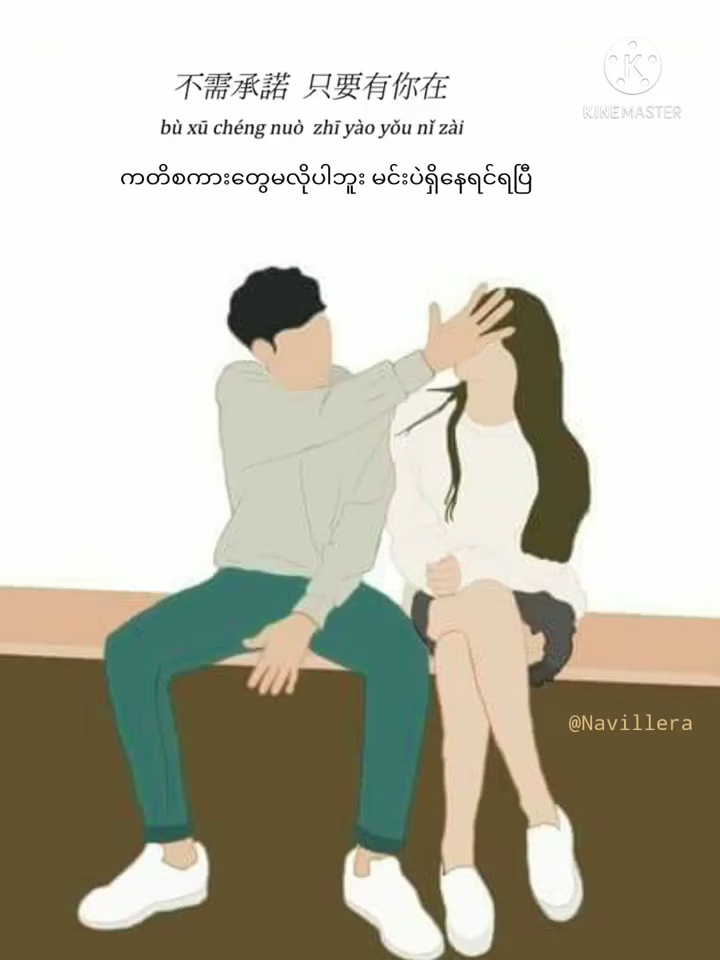 不需承諾 只要有你在
bù xū chéng nuò zhī yào yǒu nǐ zài
ကတိစကားတွေမလိုပါဘူး မင်းပဲရှိနေရင်ရပြီ
K
KINEMASTER
@Navillera